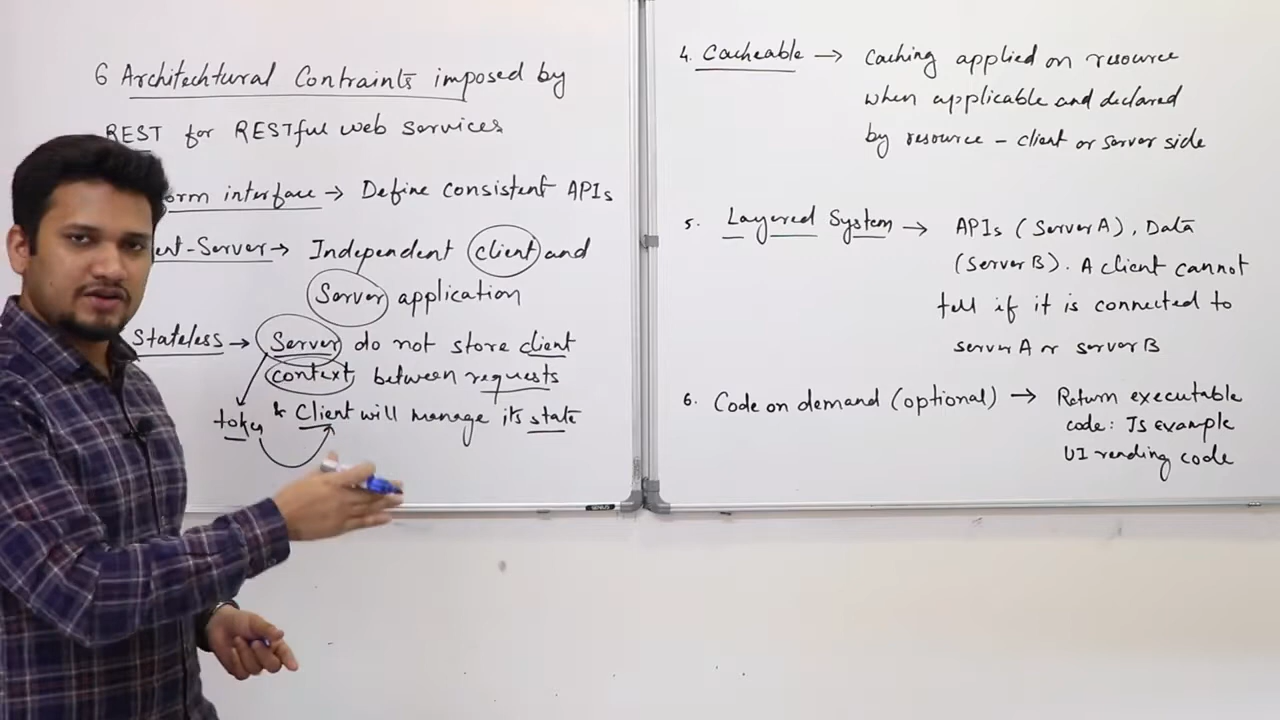 6 Architechtural Contraints imposed by
REST for RESTful web services
orm interface → Define consistent APIs
ent-Server → Independent client and
Server application
Stateless → Server do not store client
context between requests
token & Client will manage its state
4. Cacheable → Caching applied on resource
when applicable and declared
by resource - client or server side
5. Layered System → APIs (Server A), Data
(Server B). A client cannot
tell if it is connected to
server A or server B
6. Code on demand (optional) → Return executable
code: Js example
UI rending code
GENIUS